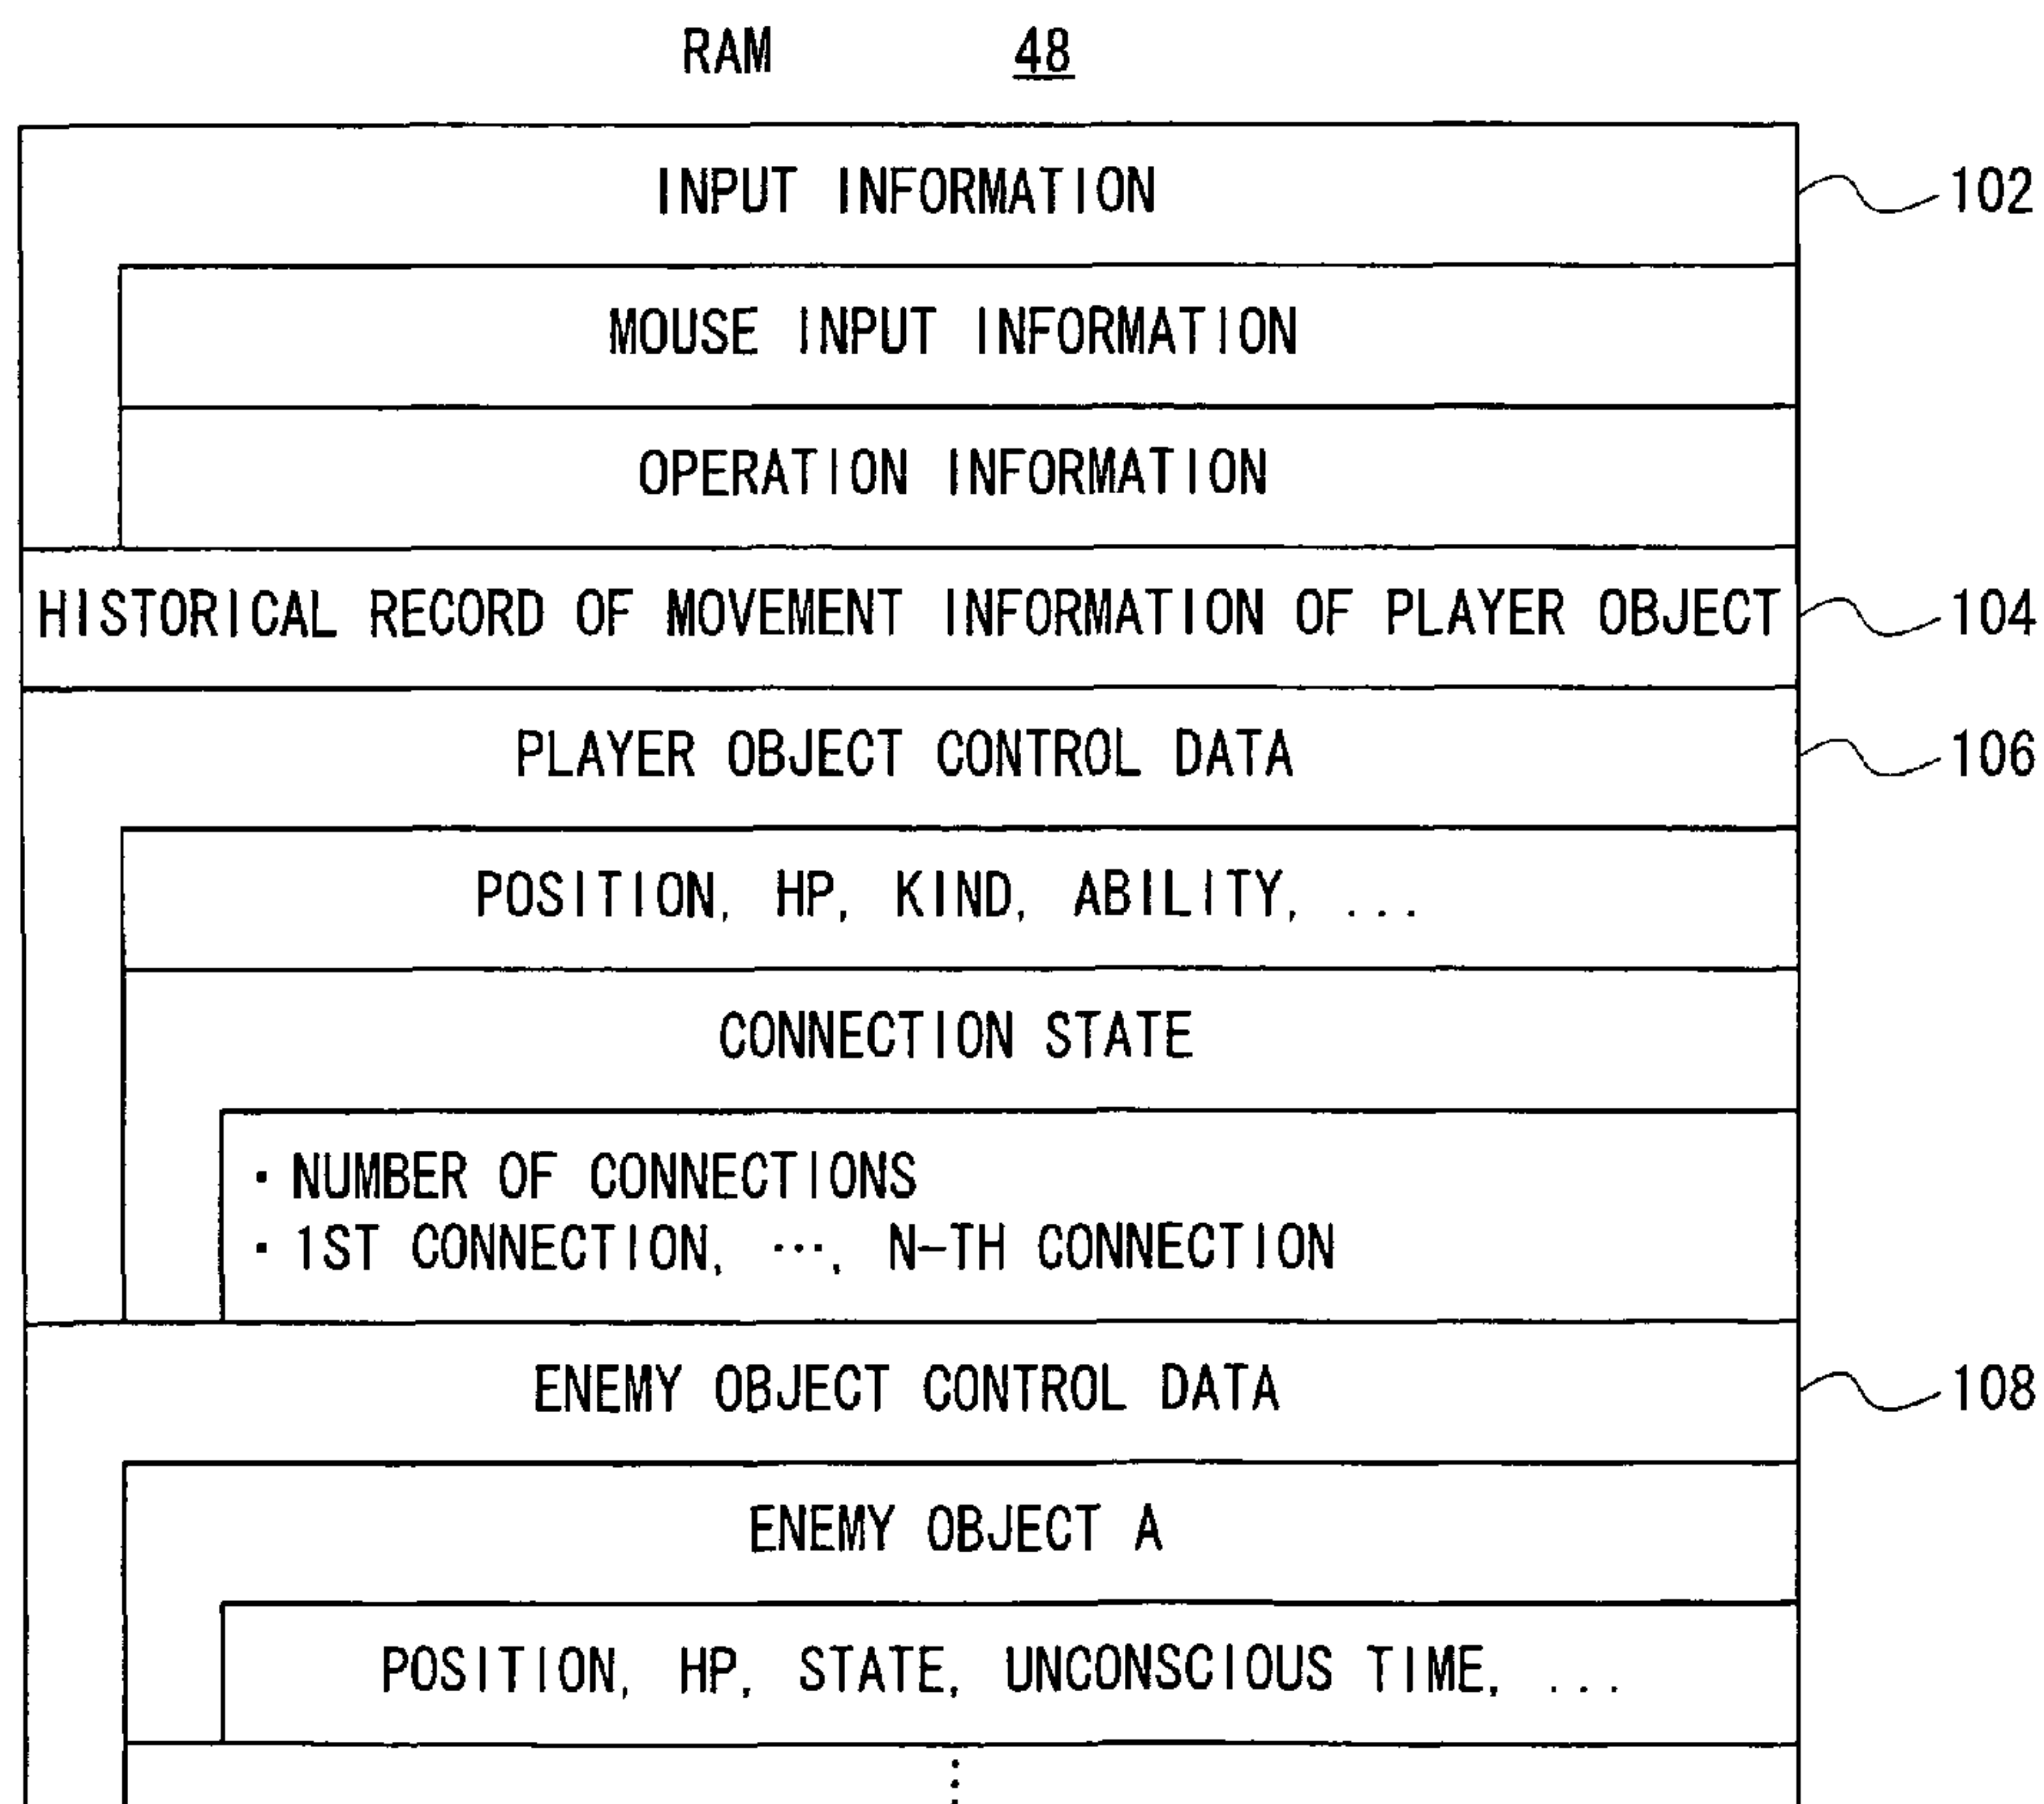 RAM 48
INPUT INFORMATION 102
MOUSE INPUT INFORMATION
OPERATION INFORMATION
HISTORICAL RECORD OF MOVEMENT INFORMATION OF PLAYER OBJECT 104
PLAYER OBJECT CONTROL DATA 106
POSITION, HP, KIND, ABILITY, ...
CONNECTION STATE
・NUMBER OF CONNECTIONS
・1ST CONNECTION, ···, N-TH CONNECTION
ENEMY OBJECT CONTROL DATA 108
ENEMY OBJECT A
POSITION, HP, STATE, UNCONSCIOUS TIME, ...